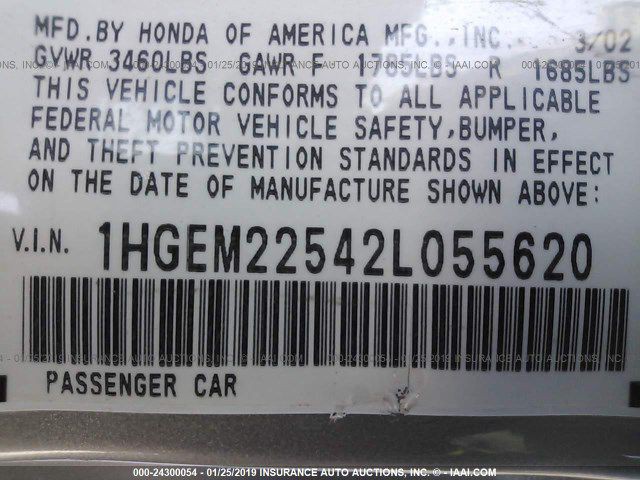 MFD.BY HONDA OF AMERICA MFG.,INC. 3/02
GVWR 3460LBS GAWR F 1785LBS R 1685LBS
THIS VEHICLE CONFORMS TO ALL APPLICABLE
FEDERAL MOTOR VEHICLE SAFETY,BUMPER,
AND THEFT PREVENTION STANDARDS IN EFFECT
ON THE DATE OF MANUFACTURE SHOWN ABOVE:
V.I.N. 1HGEM22542L055620
PASSENGER CAR
000-24300054 - 01/25/2019 INSURANCE AUTO AUCTIONS, INC. - IAAI.COM